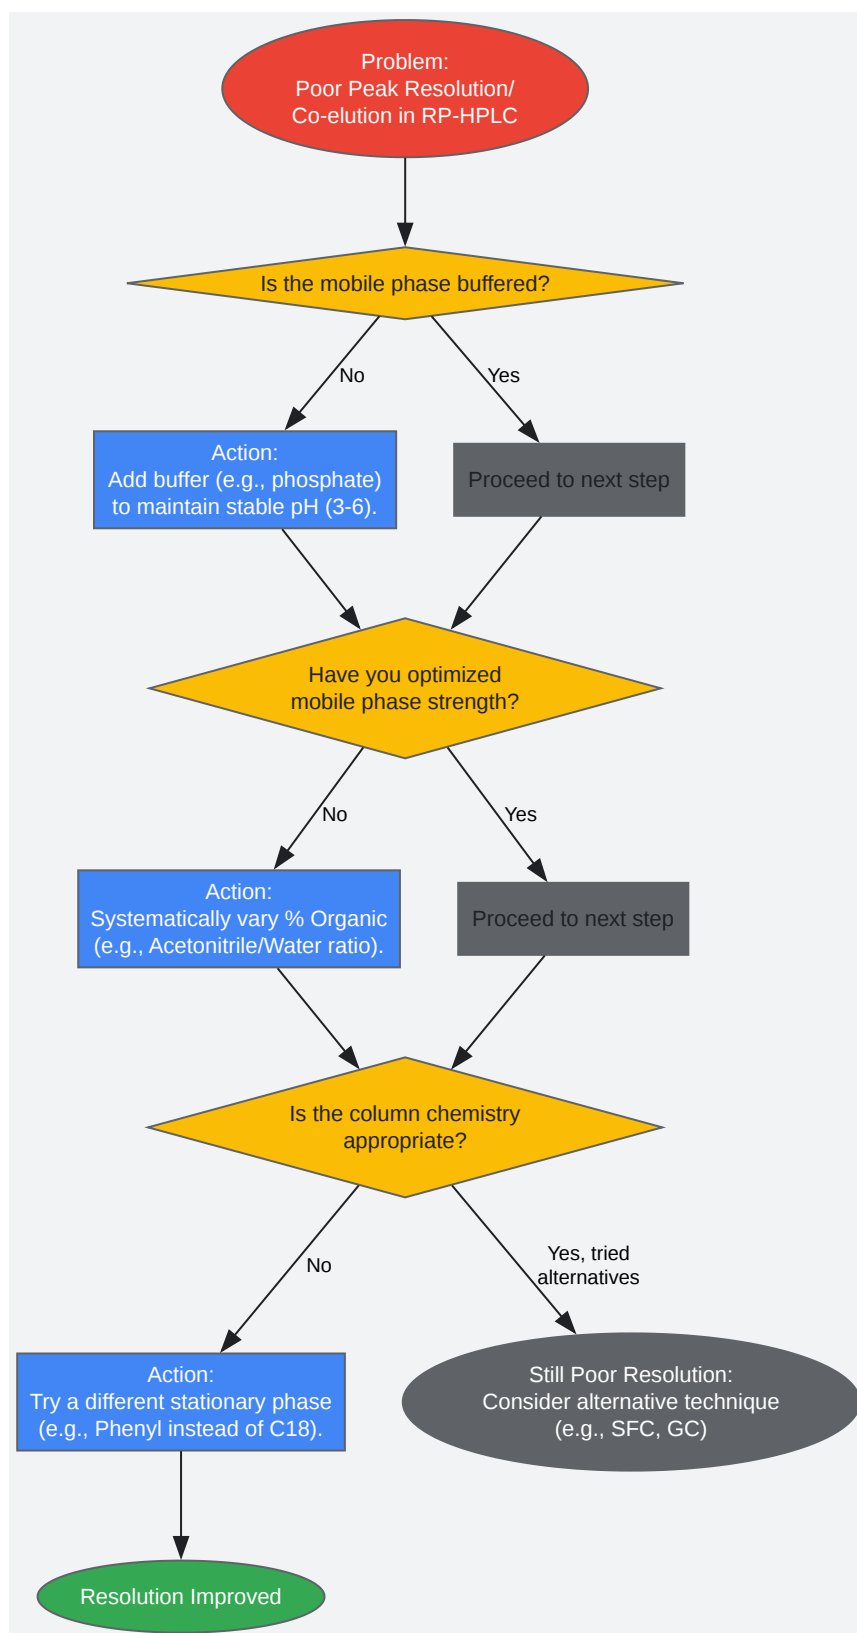 Problem:
Poor Peak Resolution/
Co-elution in RP-HPLC
Is the mobile phase buffered?
No
Yes
Action:
Add buffer (e.g., phosphate)
to maintain stable pH (3-6).
Proceed to next step
Have you optimized
mobile phase strength?
No
Yes
Action:
Systematically vary % Organic
(e.g., Acetonitrile/Water ratio).
Proceed to next step
Is the column chemistry
appropriate?
No
Yes, tried
alternatives
Action:
Try a different stationary phase
(e.g., Phenyl instead of C18).
Still Poor Resolution:
Consider alternative technique
(e.g., SFC, GC)
Resolution Improved